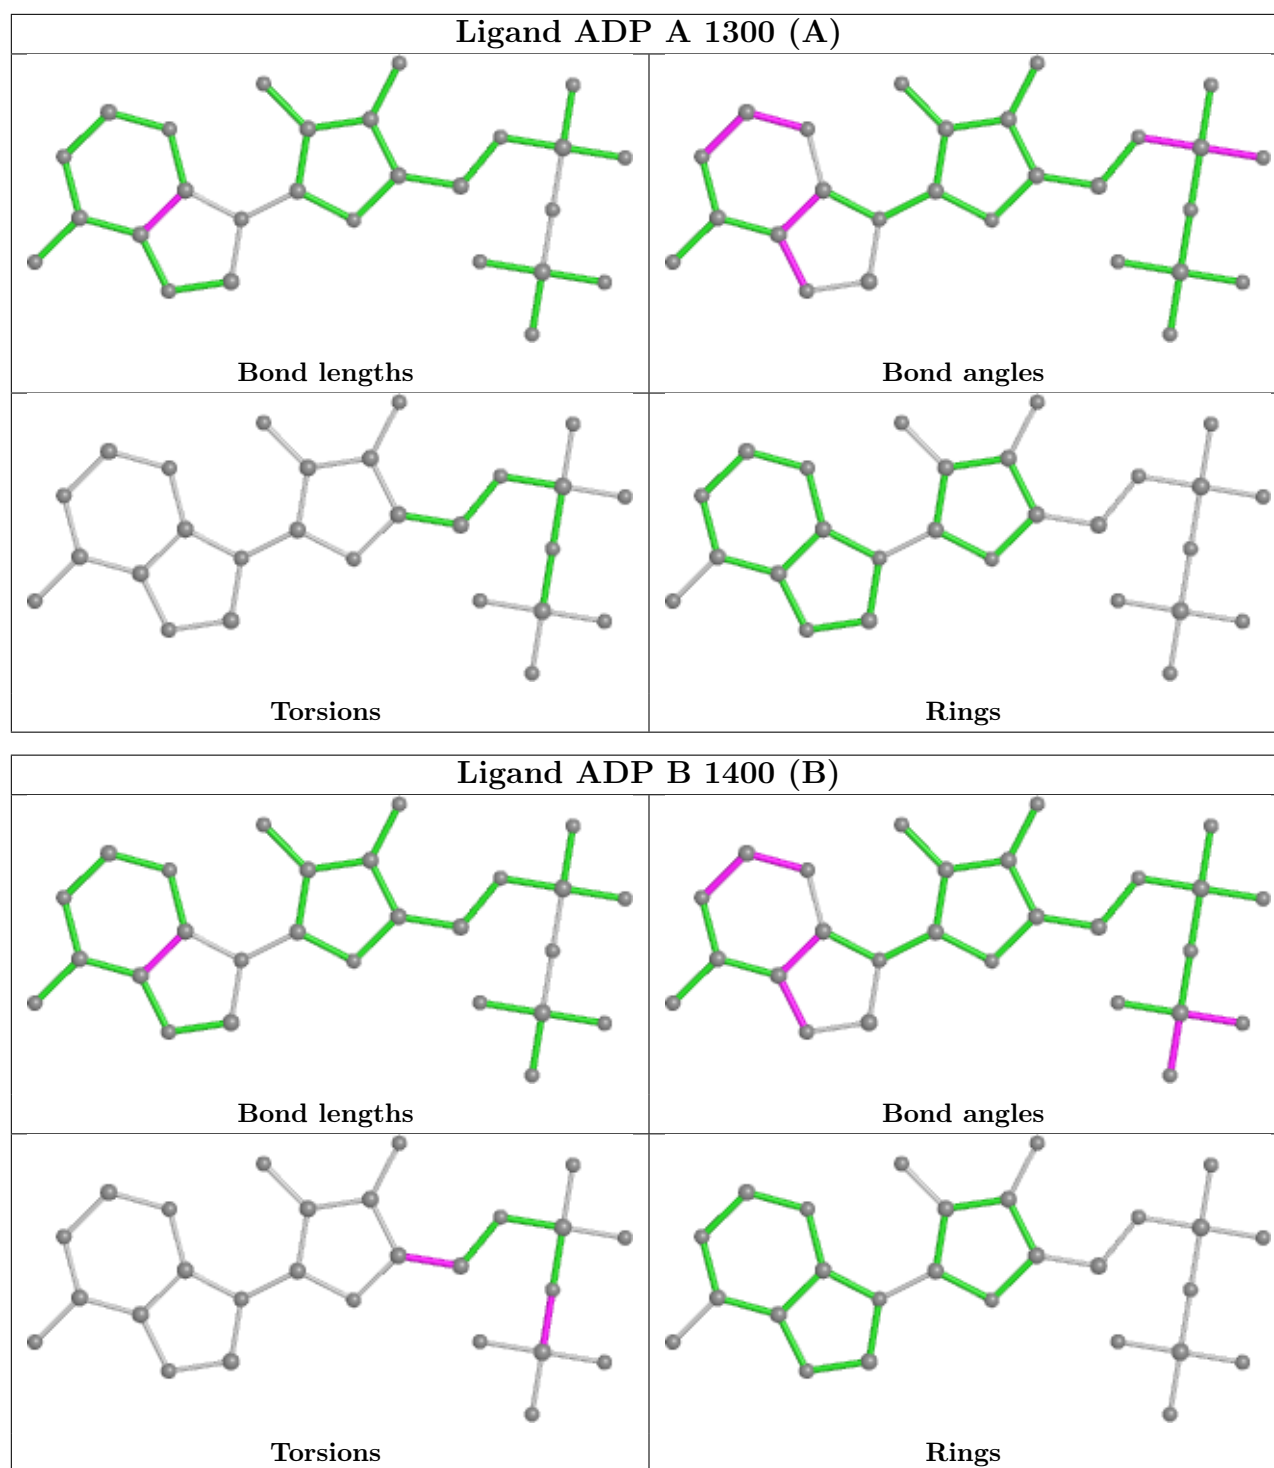 Ligand ADP A 1300 (A)
Bond lengths
Bond angles
Torsions
Rings
Ligand ADP B 1400 (B)
Bond lengths
Bond angles
Torsions
Rings